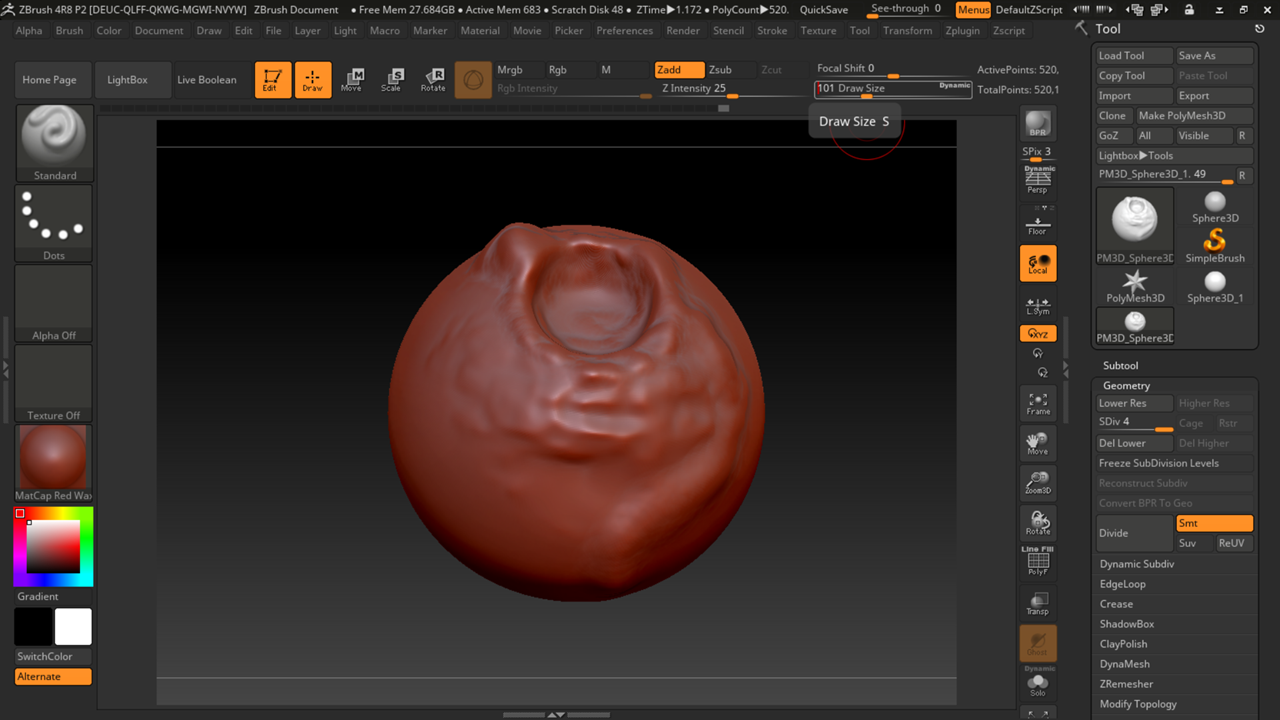 ZBrush 4R8 P2 [DEUC-QLFF-QKWG-MGWI-NVYW] ZBrush Document • Free Mem 27.684GB • Active Mem 683 • Scratch Disk 48 • ZTime▶1.172 • PolyCount▶520. QuickSave See-through 0 Menus DefaultZScript
Alpha Brush Color Document Draw Edit File Layer Light Macro Marker Material Movie Picker Preferences Render Stencil Stroke Texture Tool Transform Zplugin Zscript
Home Page LightBox Live Boolean Edit Draw Move Scale Rotate
M S R
Mrgb Rgb M Zadd Zsub Zcut
Rgb Intensity Z Intensity 25
Focal Shift 0 ActivePoints: 520,
101 Draw Size Dynamic TotalPoints: 520,1
Draw Size S
Standard
Dots
Alpha Off
Texture Off
MatCap Red Wax
Gradient
SwitchColor
Alternate
BPR
SPix 3
Dynamic
Persp
Floor
Local
L.Sym
XYZ
Y
Z
Frame
Move
Zoom3D
Rotate
Line Fill
PolyF
Transp
Ghost
Dynamic
Solo
Tool
Load Tool Save As
Copy Tool Paste Tool
Import Export
Clone Make PolyMesh3D
GoZ All Visible R
Lightbox▶Tools
PM3D_Sphere3D_1. 49 R
PM3D_Sphere3D Sphere3D
SimpleBrush
PolyMesh3D Sphere3D_1
PM3D_Sphere3D
Subtool
Geometry
Lower Res Higher Res
SDiv 4 Cage Rstr
Del Lower Del Higher
Freeze SubDivision Levels
Reconstruct Subdiv
Convert BPR To Geo
Divide Smt
Suv ReUV
Dynamic Subdiv
EdgeLoop
Crease
ShadowBox
ClayPolish
DynaMesh
ZRemesher
Modify Topology